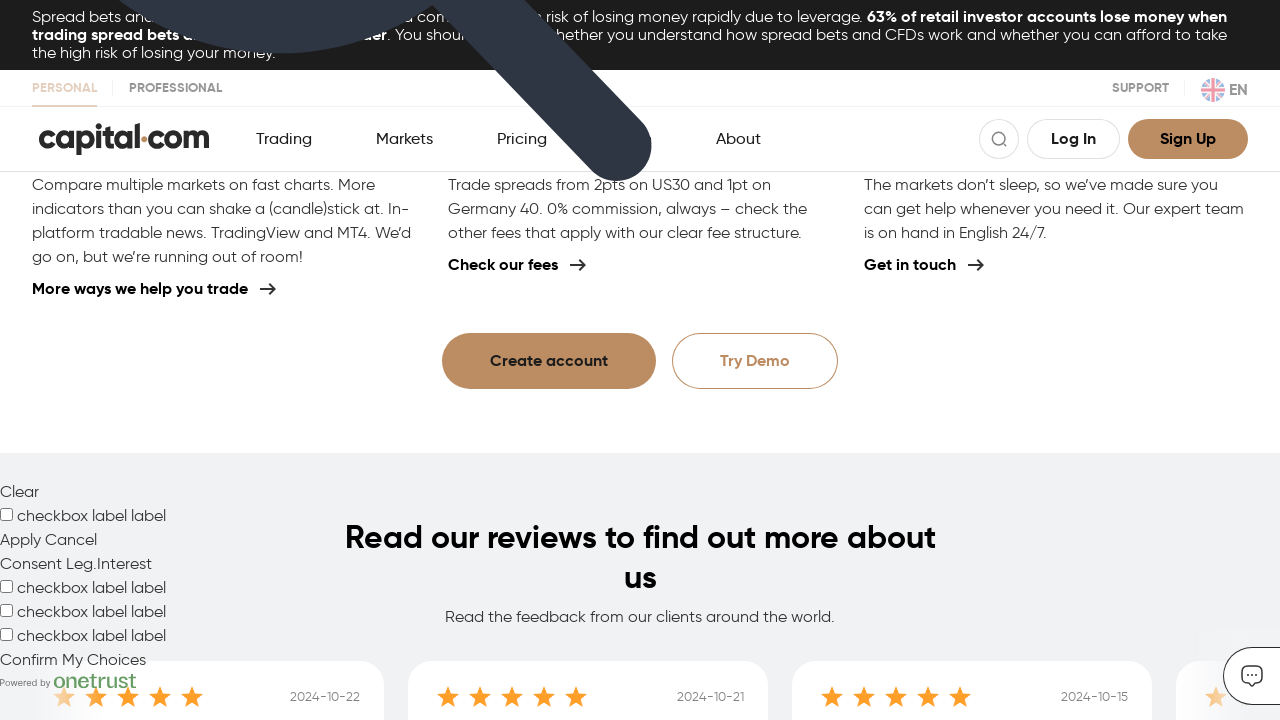 Spread bets and
risk of losing money rapidly due to leverage. 63% of retail investor accounts lose money when
trading spread bets
. You
whether you understand how spread bets and CFDs work and whether you can afford to take
the high risk of losing your money.
PERSONAL PROFESSIONAL SUPPORT EN
capital.com Trading Markets Pricing About Log In Sign Up
Compare multiple markets on fast charts. More
indicators than you can shake a (candle)stick at. In-
platform tradable news. TradingView and MT4. We’d
go on, but we’re running out of room!
More ways we help you trade
Trade spreads from 2pts on US30 and 1pt on
Germany 40. 0% commission, always – check the
other fees that apply with our clear fee structure.
Check our fees
The markets don’t sleep, so we’ve made sure you
can get help whenever you need it. Our expert team
is on hand in English 24/7.
Get in touch
Create account Try Demo
Clear
checkbox label label
Apply Cancel
Consent Leg.Interest
checkbox label label
checkbox label label
checkbox label label
Confirm My Choices
Powered by onetrust
Read our reviews to find out more about
us
Read the feedback from our clients around the world.
2024-10-22 2024-10-21 2024-10-15